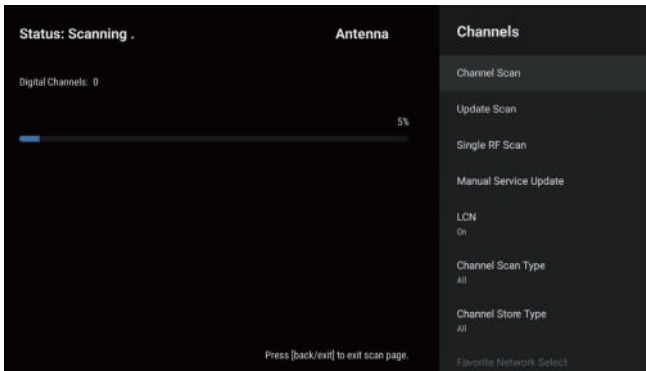 Status: Scanning .
Antenna
Digital Channels: 0
5%
Press [back/exit] to exit scan page.
Channels
Channel Scan
Update Scan
Single RF Scan
Manual Service Update
LCN
On
Channel Scan Type
All
Channel Store Type
All
Favorite Network Select